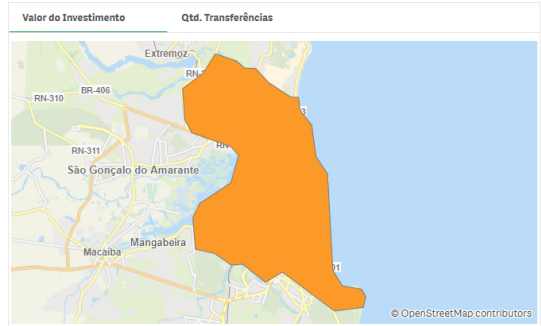 Valor do Investimento
Qtd. Transferências
Extremoz
BR-406
RN-310
RN-311
São Gonçalo do Amarante
Mangabeira
Macaíba
© OpenStreetMap contributors